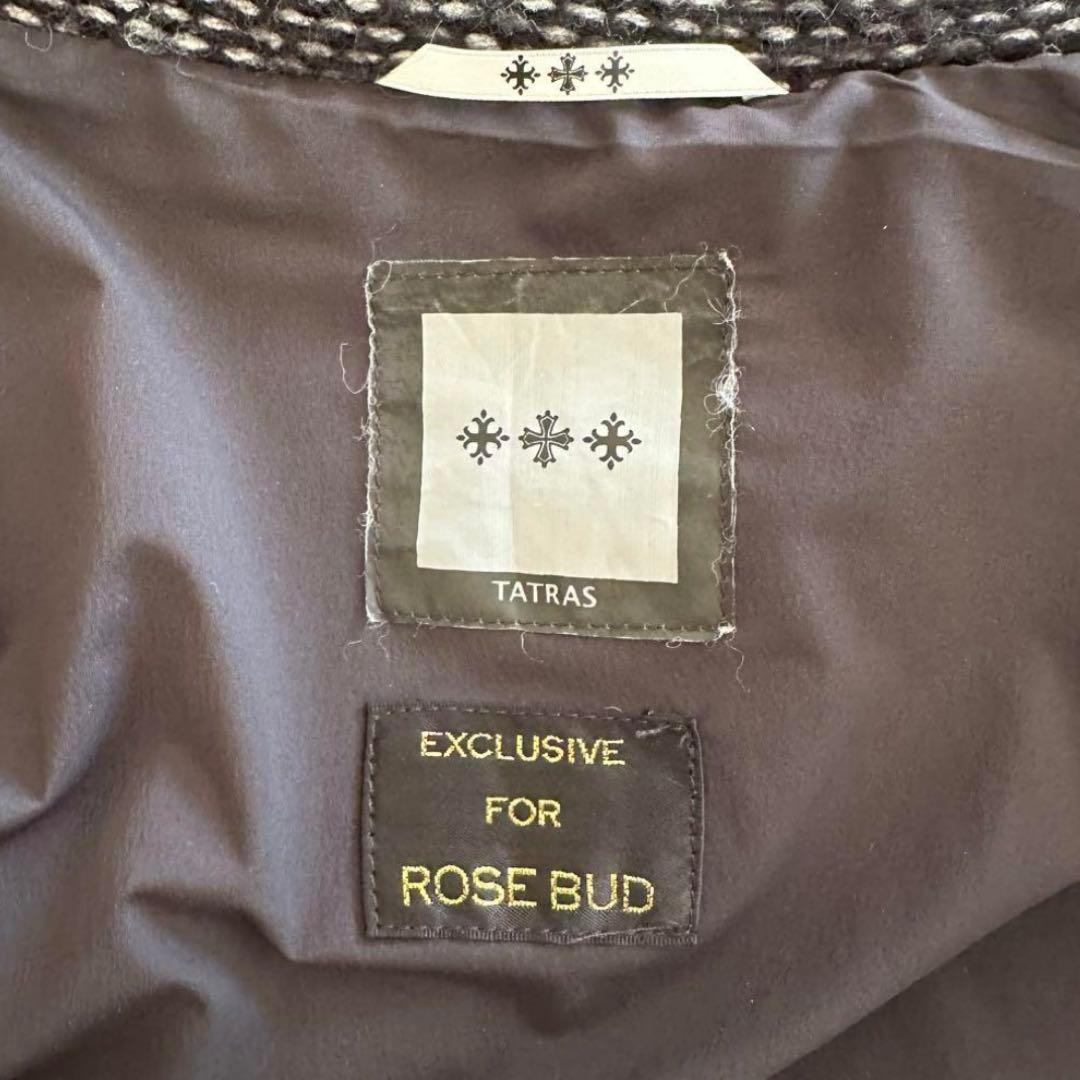 TATRAS
EXCLUSIVE
FOR
ROSE BUD